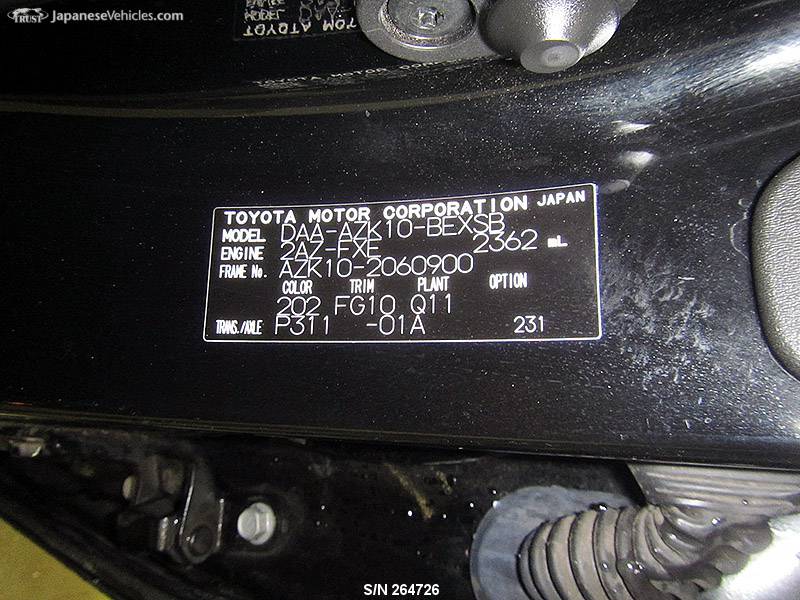 TRUST JapaneseVehicles.com
TOYOTA MOTOR CORPORATION JAPAN
MODEL DAA-AZK10-BEXSB
ENGINE 2AZ-FXE 2362 mL
FRAME No. AZK10-2060900
COLOR TRIM PLANT OPTION
202 FG10 Q11
TRANS./AXLE P311 -01A 231
S/N 264726